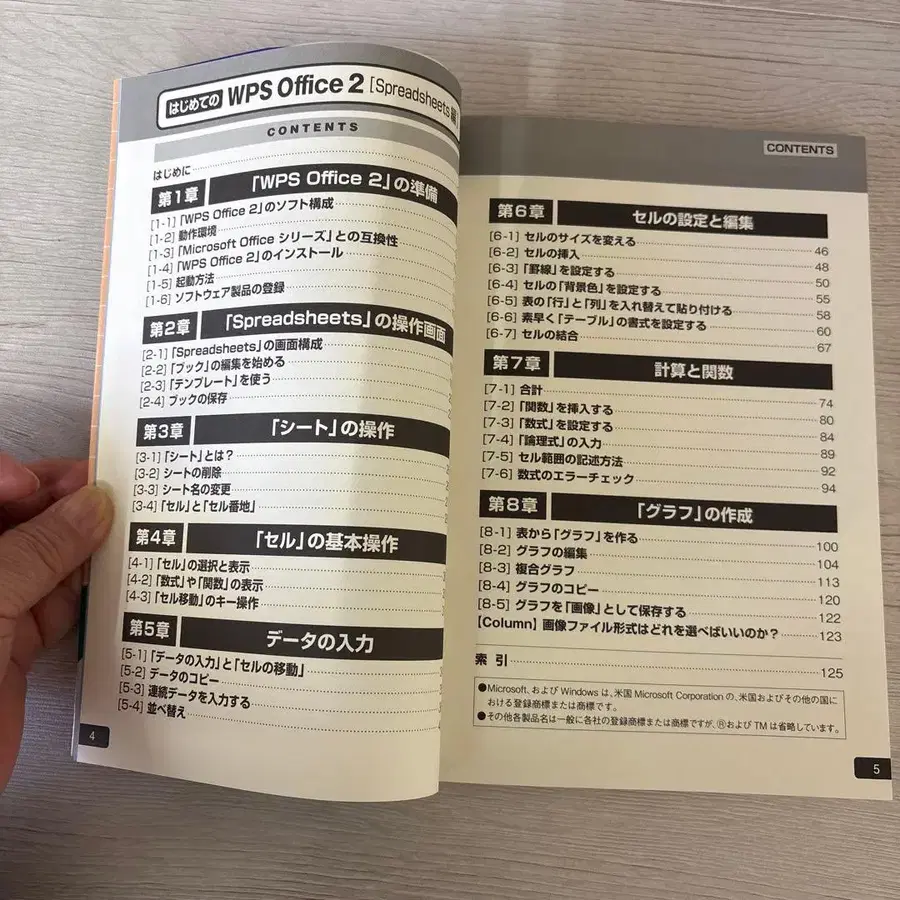 はじめての WPS Office 2 [Spreadsheets編
CONTENTS
はじめに
第1章 「WPS Office 2」の準備
[1-1] 「WPS Office 2」のソフト構成
[1-2] 動作環境
[1-3] 「Microsoft Office シリーズ」との互換性
[1-4] 「WPS Office 2」のインストール
[1-5] 起動方法
[1-6] ソフトウェア製品の登録
第2章 「Spreadsheets」の操作画面
[2-1] 「Spreadsheets」の画面構成
[2-2] 「ブック」の編集を始める
[2-3] 「テンプレート」を使う
[2-4] ブックの保存
第3章 「シート」の操作
[3-1] 「シート」とは?
[3-2] シートの削除
[3-3] シート名の変更
[3-4] 「セル」と「セル番地」
第4章 「セル」の基本操作
[4-1] 「セル」の選択と表示
[4-2] 「数式」や「関数」の表示
[4-3] 「セル移動」のキー操作
第5章 データの入力
[5-1] 「データの入力」と「セルの移動」
[5-2] データのコピー
[5-3] 連続データを入力する
[5-4] 並べ替え
4
CONTENTS
第6章 セルの設定と編集
[6-1] セルのサイズを変える 46
[6-2] セルの挿入 48
[6-3] 「罫線」を設定する 50
[6-4] セルの「背景色」を設定する 55
[6-5] 表の「行」と「列」を入れ替えて貼り付ける 58
[6-6] 素早く「テーブル」の書式を設定する 60
[6-7] セルの結合 67
第7章 計算と関数
[7-1] 合計 74
[7-2] 「関数」を挿入する 80
[7-3] 「数式」を設定する 84
[7-4] 「論理式」の入力 89
[7-5] セル範囲の記述方法 92
[7-6] 数式のエラーチェック 94
第8章 「グラフ」の作成
[8-1] 表から「グラフ」を作る 100
[8-2] グラフの編集 104
[8-3] 複合グラフ 113
[8-4] グラフのコピー 120
[8-5] グラフを「画像」として保存する 122
【Column】画像ファイル形式はどれを選べばいいのか? 123
索 引 125
●Microsoft、および Windows は、米国 Microsoft Corporation の、米国およびその他の国に
おける登録商標または商標です。
●その他各製品名は一般に各社の登録商標または商標ですが、®および TM は省略しています。
5